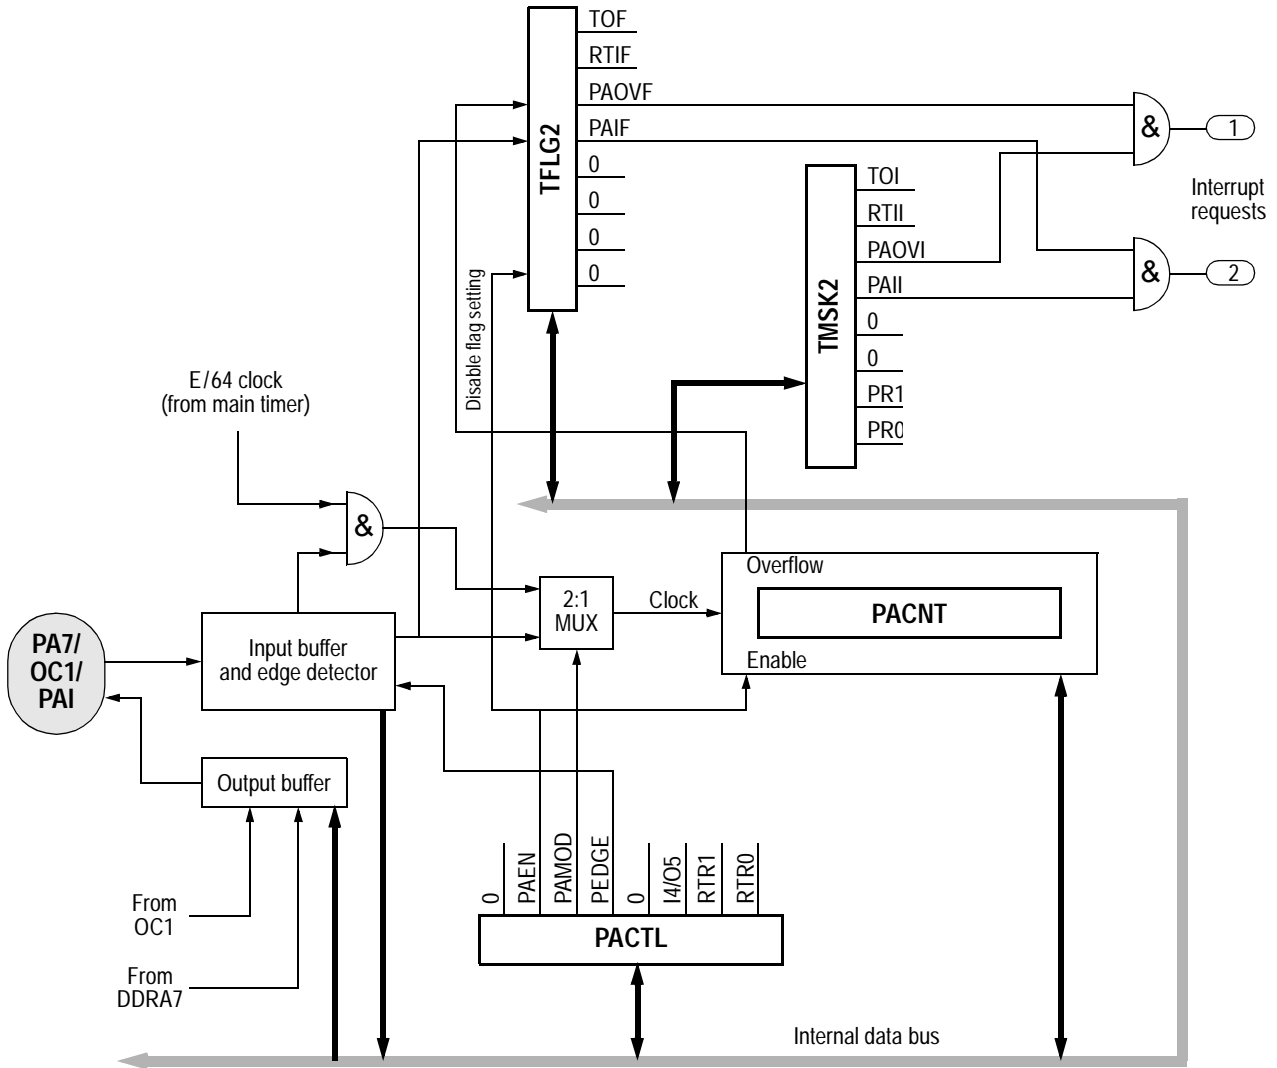 TOF
RTIF
PAOVF
PAIF
0
0
0
0
TFLG2
&
1
Interrupt
requests
TOI
RTII
PAOVI
PAII
0
0
PR1
PR0
TMSK2
&
2
Disable flag setting
E/64 clock
(from main timer)
&
2:1
MUX
Clock
Overflow
PACNT
Enable
PA7/
OC1/
PAI
Input buffer
and edge detector
Output buffer
From
OC1
From
DDRA7
0
PAEN
PAMOD
PEDGE
0
I4/O5
RTR1
RTR0
PACTL
Internal data bus